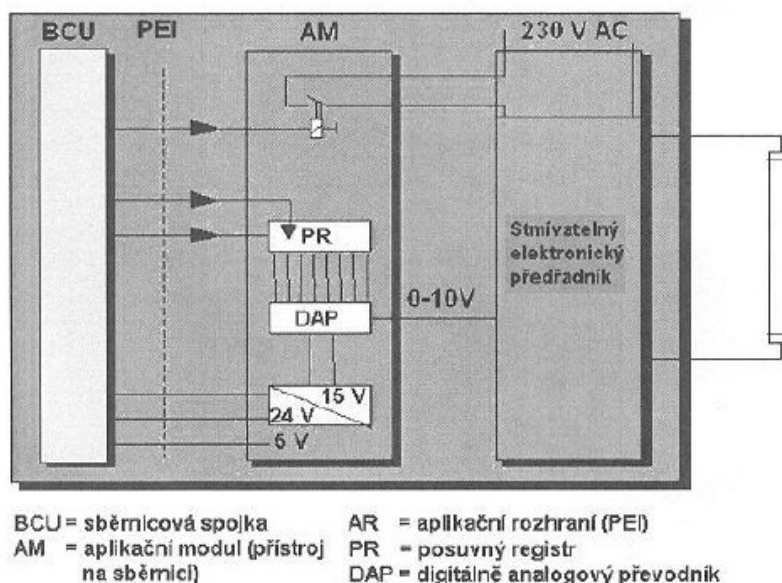 BCU PEI AM 230 V AC
PR
Stmívatelný
elektronický
předřadník
0-10V
DAP
15 V
24 V
5 V
BCU = sběrnicová spojka
AM = aplikační modul (přístroj
na sběrnici)
AR = aplikační rozhraní (PEI)
PR = posuvný registr
DAP = digitálně analogový převodník